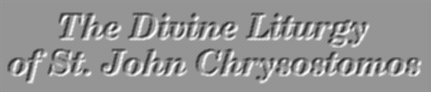 The Divine Liturgy
of St. John Chrysostomos